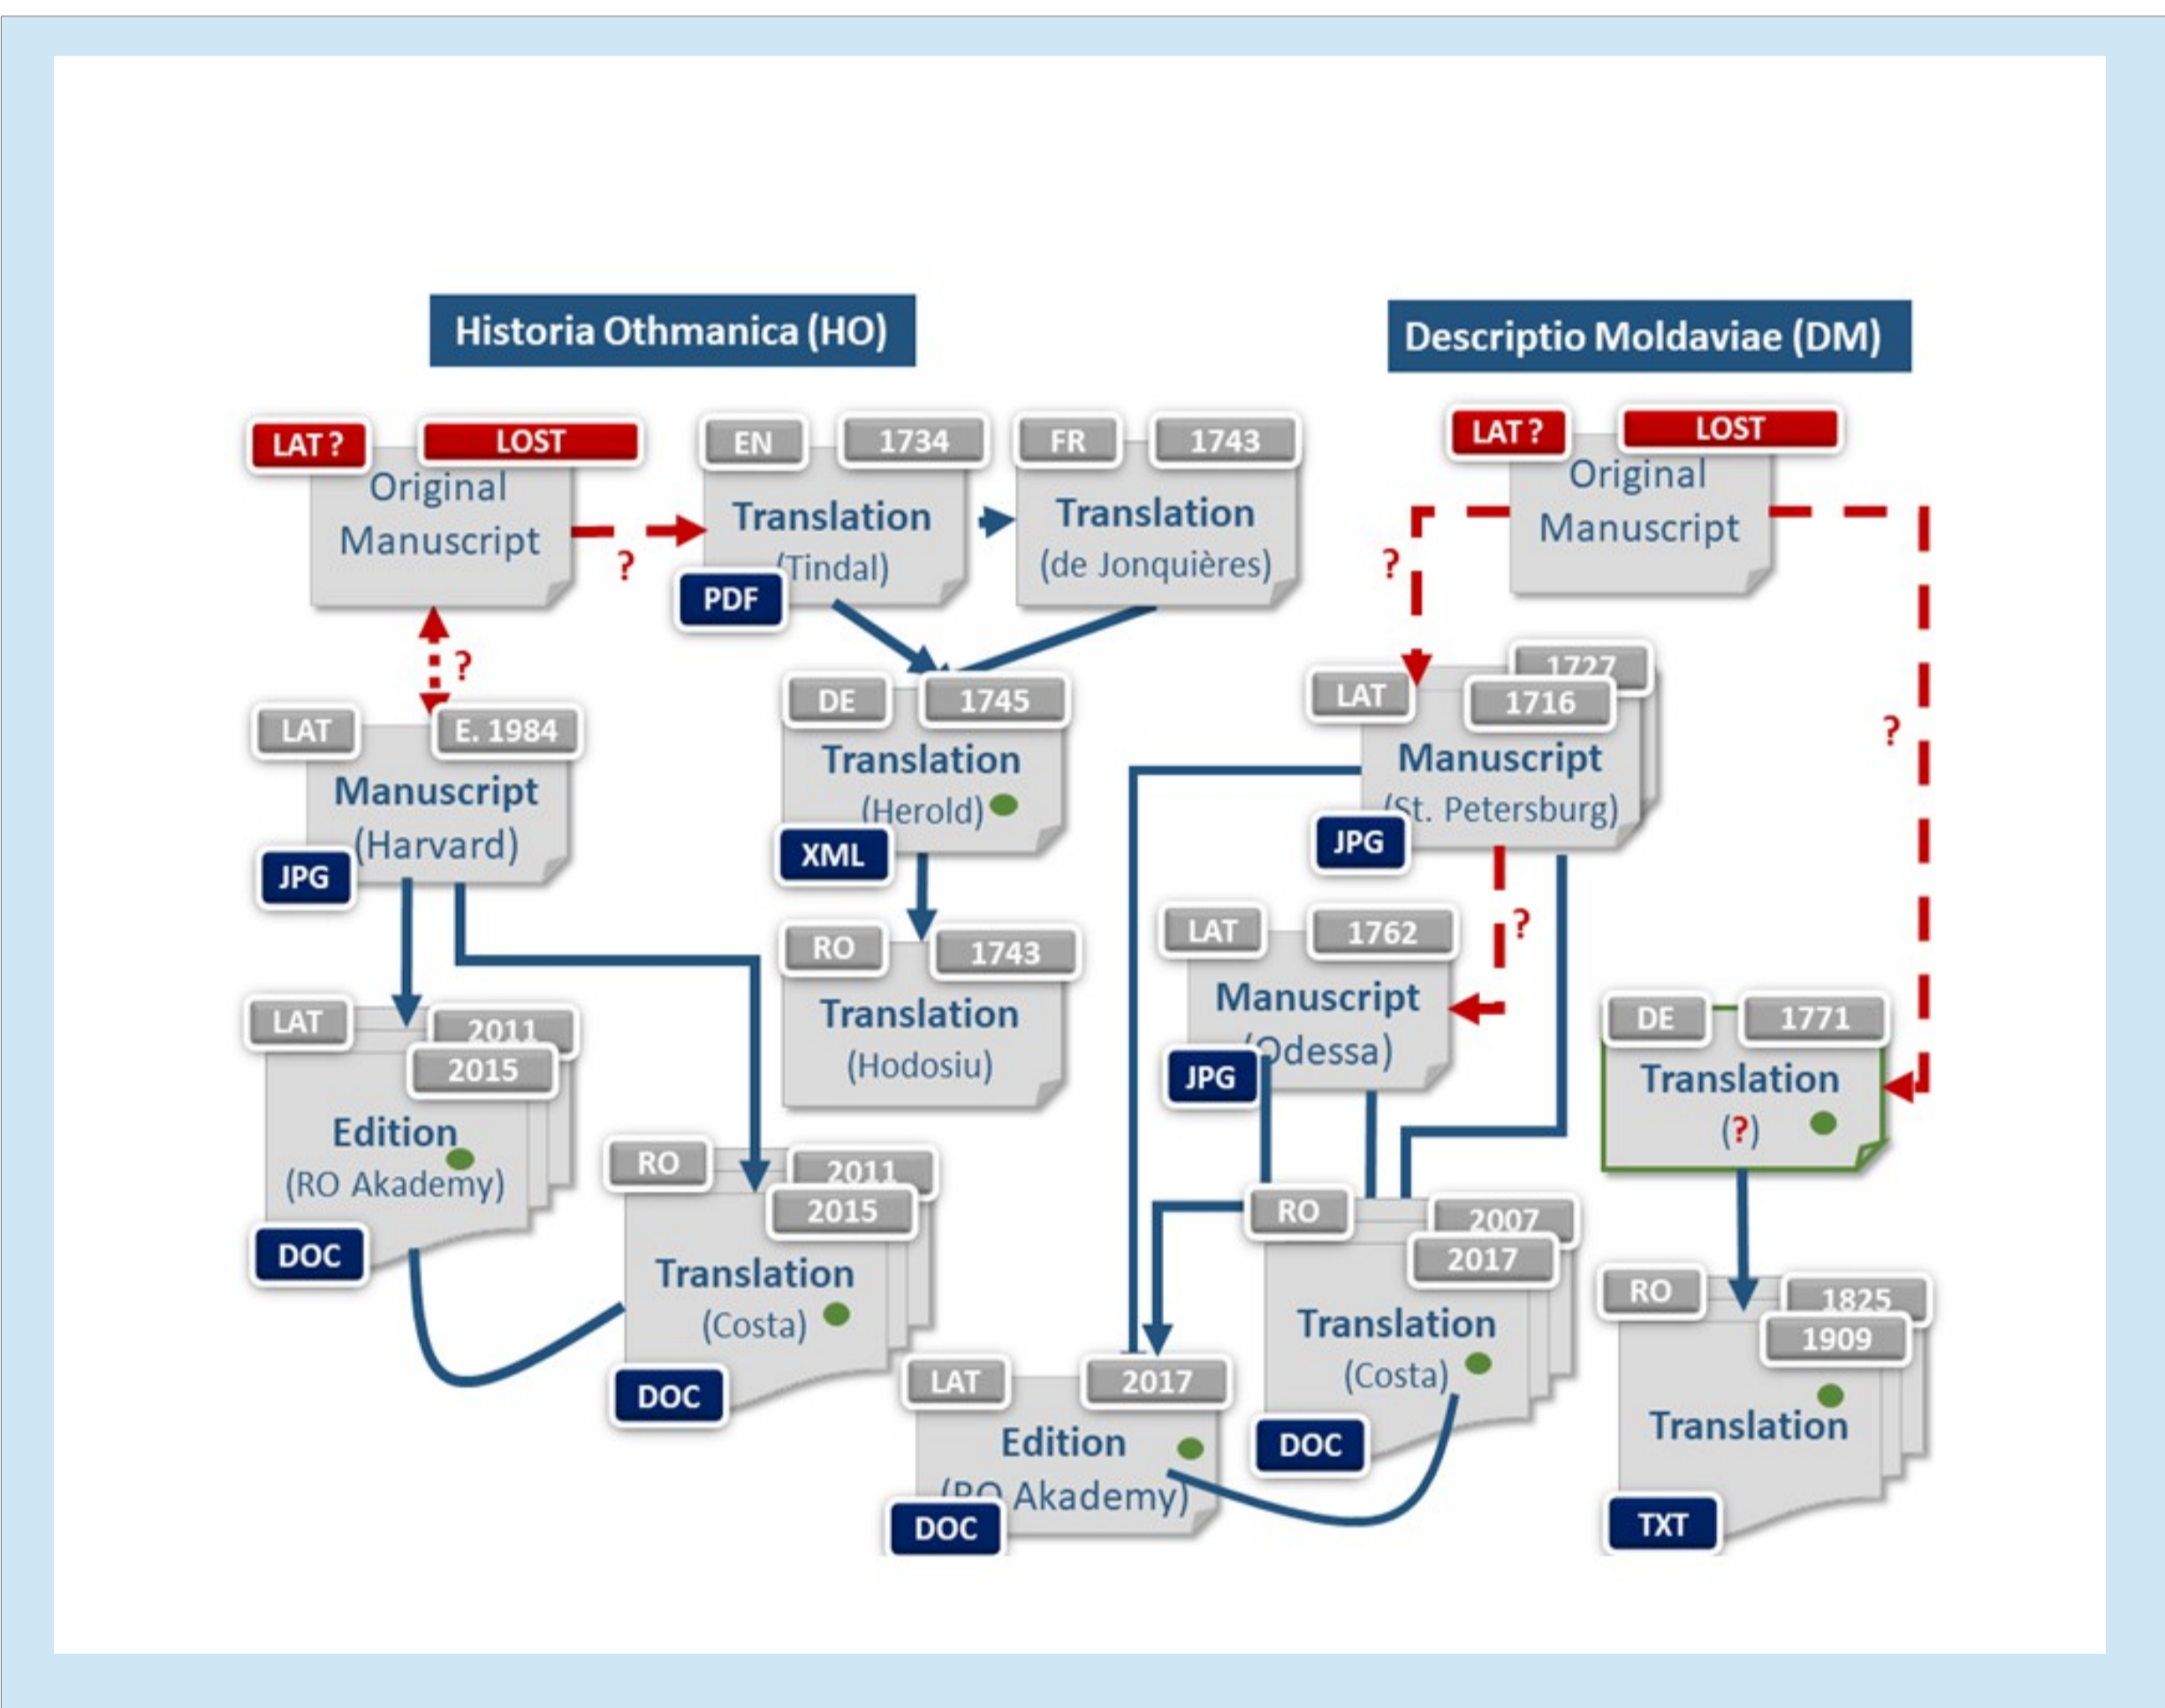 Historia Othmanica (HO)
Descriptio Moldaviae (DM)
LAT ?
LOST
Original
Manuscript
?
EN
1734
Translation
(Tindal)
PDF
FR
1743
Translation
(de Jonquières)
LAT ?
LOST
Original
Manuscript
?
?
?
LAT
E. 1984
Manuscript
(Harvard)
JPG
DE
1745
Translation
(Herold)
XML
LAT
1727
1716
Manuscript
(St. Petersburg)
JPG
?
RO
1743
Translation
(Hodosiu)
LAT
1762
Manuscript
(Odessa)
JPG
DE
1771
Translation
(?)
LAT
2011
2015
Edition
(RO Akademy)
DOC
RO
2011
2015
Translation
(Costa)
DOC
RO
2007
2017
Translation
(Costa)
DOC
LAT
2017
Edition
(RO Akademy)
DOC
RO
1825
1909
Translation
TXT